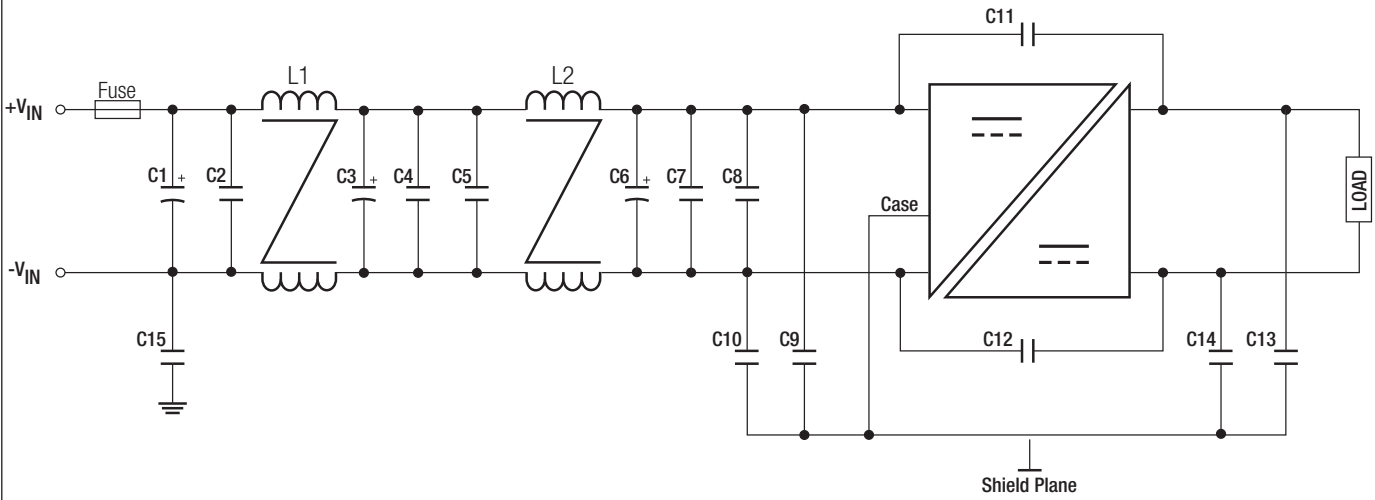 C11
L1
L2
Fuse
+VIN
C1 +
C2
C3 +
C4
C5
C6 +
C7
C8
Case
LOAD
-VIN
C15
C10
C9
C12
C14
C13
Shield Plane